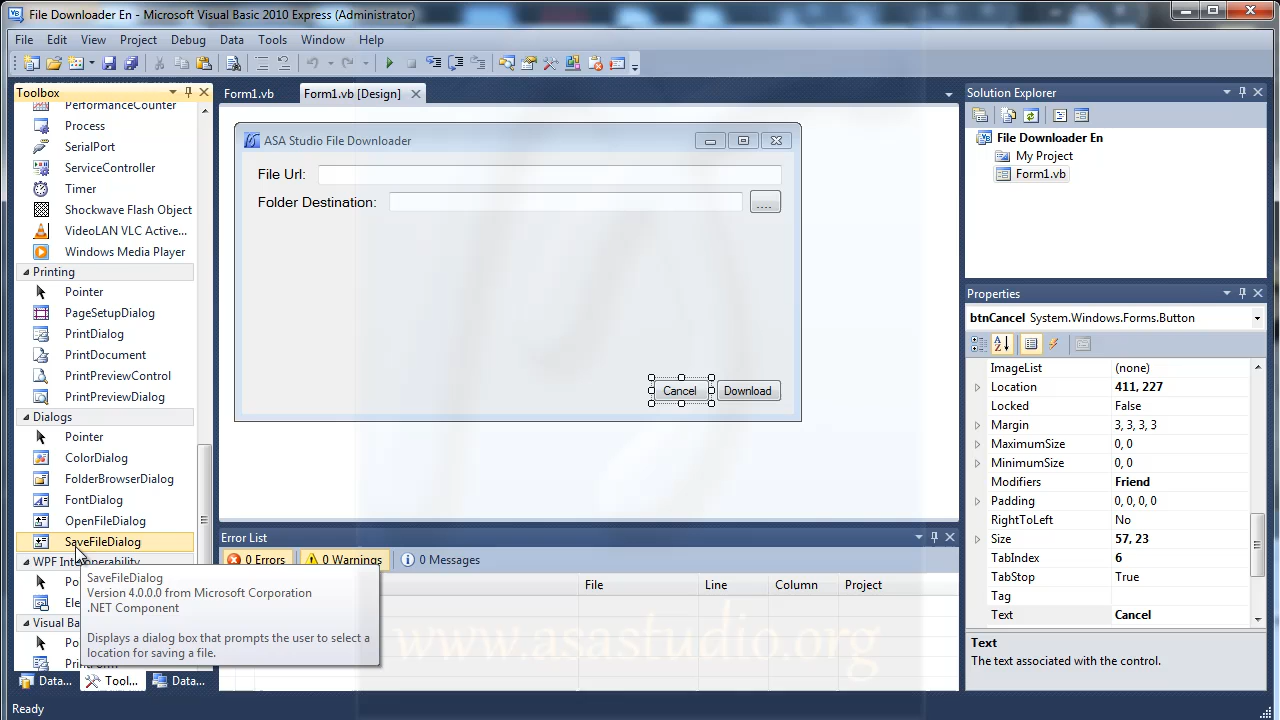 File Downloader En - Microsoft Visual Basic 2010 Express (Administrator)
File Edit View Project Debug Data Tools Window Help
Toolbox
PerformanceCounter
Process
SerialPort
ServiceController
Timer
Shockwave Flash Object
VideoLAN VLC Active...
Windows Media Player
Printing
Pointer
PageSetupDialog
PrintDialog
PrintDocument
PrintPreviewControl
PrintPreviewDialog
Dialogs
Pointer
ColorDialog
FolderBrowserDialog
FontDialog
OpenFileDialog
SaveFileDialog
WPF Interoperability
Visual Ba
SaveFileDialog
Version 4.0.0.0 from Microsoft Corporation
.NET Component
Displays a dialog box that prompts the user to select a
location for saving a file.
Data... Tool... Data...
Form1.vb Form1.vb [Design]
ASA Studio File Downloader
File Url:
Folder Destination: ....
Cancel Download
Error List
0 Errors 0 Warnings 0 Messages
File Line Column Project
www.asastudio.org
Solution Explorer
File Downloader En
My Project
Form1.vb
Properties
btnCancel System.Windows.Forms.Button
ImageList (none)
Location 411, 227
Locked False
Margin 3, 3, 3, 3
MaximumSize 0, 0
MinimumSize 0, 0
Modifiers Friend
Padding 0, 0, 0, 0
RightToLeft No
Size 57, 23
TabIndex 6
TabStop True
Tag
Text Cancel
Text
The text associated with the control.
Ready